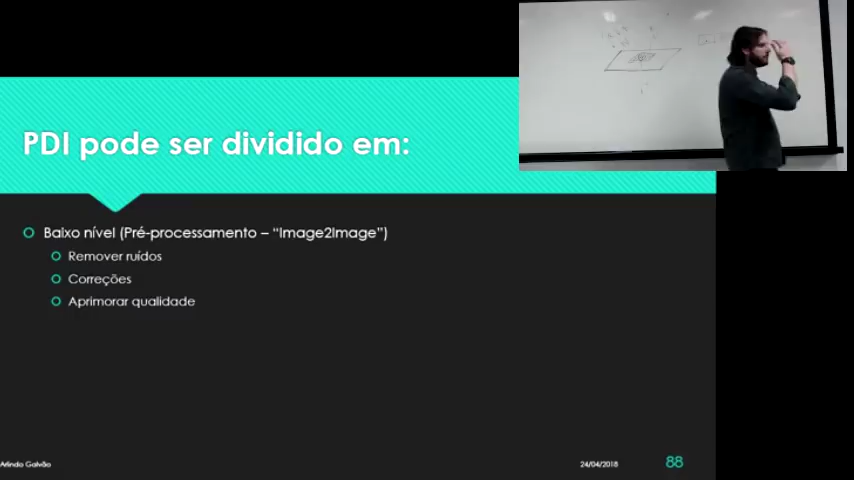 PDI pode ser dividido em:
Baixo nível (Pré-processamento – “Image2Image”)
Remover ruídos
Correções
Aprimorar qualidade
Arlindo Galvão
24/04/2018
88